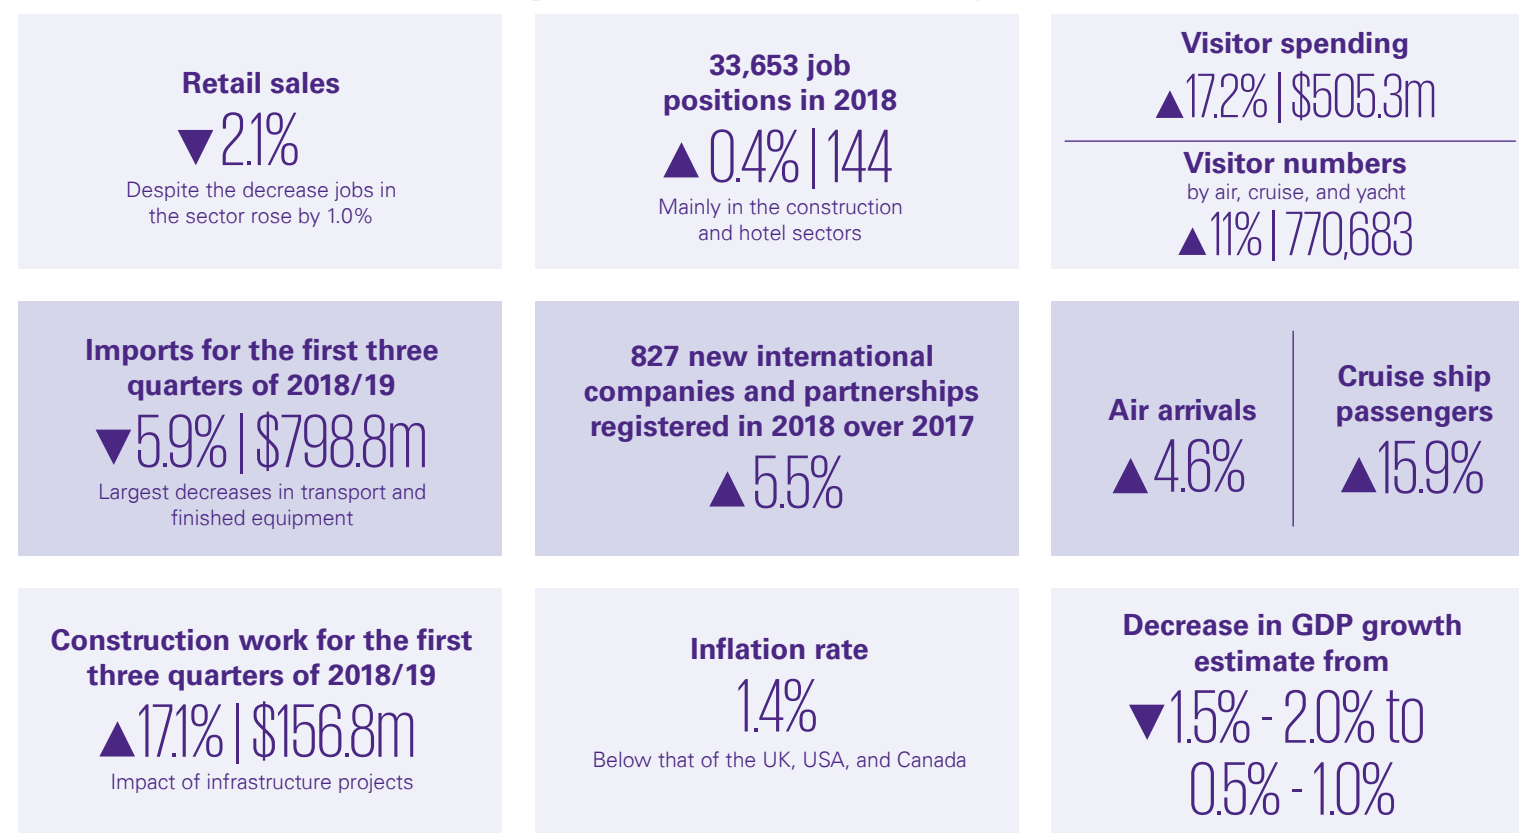 Retail sales
▼2.1%
Despite the decrease jobs in
the sector rose by 1.0%
33,653 job
positions in 2018
▲0.4% | 144
Mainly in the construction
and hotel sectors
Visitor spending
▲17.2% | $505.3m
Visitor numbers
by air, cruise, and yacht
▲11% | 770,683
Imports for the first three
quarters of 2018/19
▼5.9% | $798.8m
Largest decreases in transport and
finished equipment
827 new international
companies and partnerships
registered in 2018 over 2017
▲5.5%
Air arrivals
▲4.6%
Cruise ship
passengers
▲15.9%
Construction work for the first
three quarters of 2018/19
▲17.1% | $156.8m
Impact of infrastructure projects
Inflation rate
1.4%
Below that of the UK, USA, and Canada
Decrease in GDP growth
estimate from
▼1.5% - 2.0% to
0.5% - 1.0%